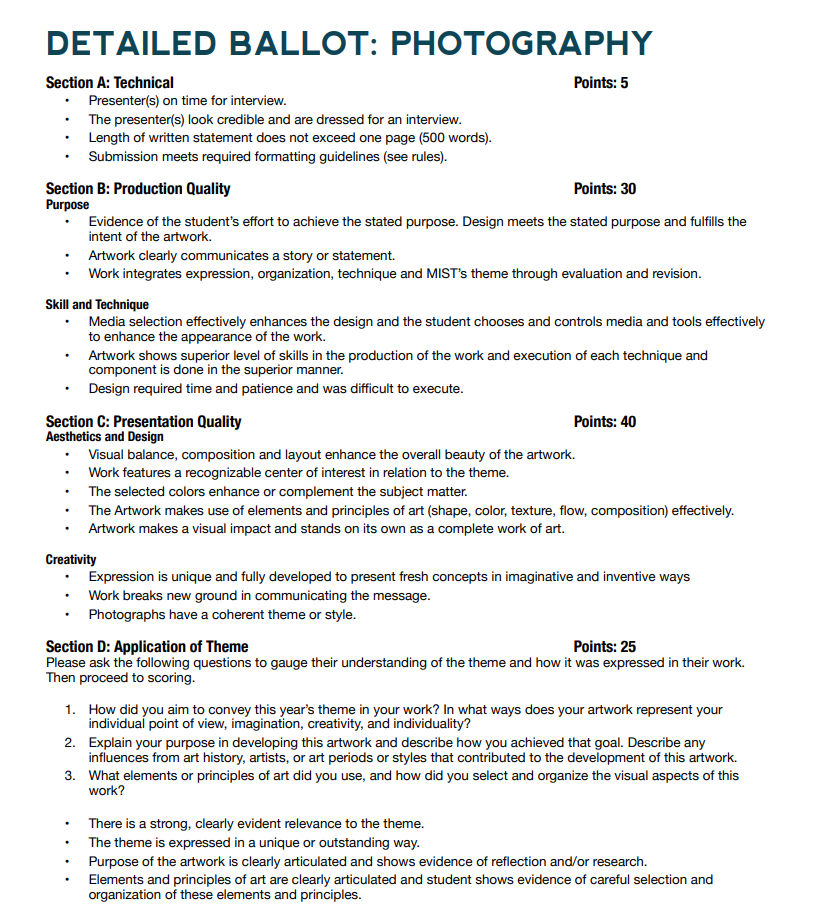 DETAILED BALLOT: PHOTOGRAPHY
Section A: Technical Points: 5
• Presenter(s) on time for interview.
• The presenter(s) look credible and are dressed for an interview.
• Length of written statement does not exceed one page (500 words).
• Submission meets required formatting guidelines (see rules).
Section B: Production Quality Points: 30
Purpose
• Evidence of the student's effort to achieve the stated purpose. Design meets the stated purpose and fulfills the
intent of the artwork.
• Artwork clearly communicates a story or statement.
• Work integrates expression, organization, technique and MIST's theme through evaluation and revision.
Skill and Technique
• Media selection effectively enhances the design and the student chooses and controls media and tools effectively
to enhance the appearance of the work.
• Artwork shows superior level of skills in the production of the work and execution of each technique and
component is done in the superior manner.
• Design required time and patience and was difficult to execute.
Section C: Presentation Quality Points: 40
Aesthetics and Design
• Visual balance, composition and layout enhance the overall beauty of the artwork.
• Work features a recognizable center of interest in relation to the theme.
• The selected colors enhance or complement the subject matter.
• The Artwork makes use of elements and principles of art (shape, color, texture, flow, composition) effectively.
• Artwork makes a visual impact and stands on its own as a complete work of art.
Creativity
• Expression is unique and fully developed to present fresh concepts in imaginative and inventive ways
• Work breaks new ground in communicating the message.
• Photographs have a coherent theme or style.
Section D: Application of Theme Points: 25
Please ask the following questions to gauge their understanding of the theme and how it was expressed in their work.
Then proceed to scoring.
1. How did you aim to convey this year's theme in your work? In what ways does your artwork represent your
individual point of view, imagination, creativity, and individuality?
2. Explain your purpose in developing this artwork and describe how you achieved that goal. Describe any
influences from art history, artists, or art periods or styles that contributed to the development of this artwork.
3. What elements or principles of art did you use, and how did you select and organize the visual aspects of this
work?
• There is a strong, clearly evident relevance to the theme.
• The theme is expressed in a unique or outstanding way.
• Purpose of the artwork is clearly articulated and shows evidence of reflection and/or research.
• Elements and principles of art are clearly articulated and student shows evidence of careful selection and
organization of these elements and principles.